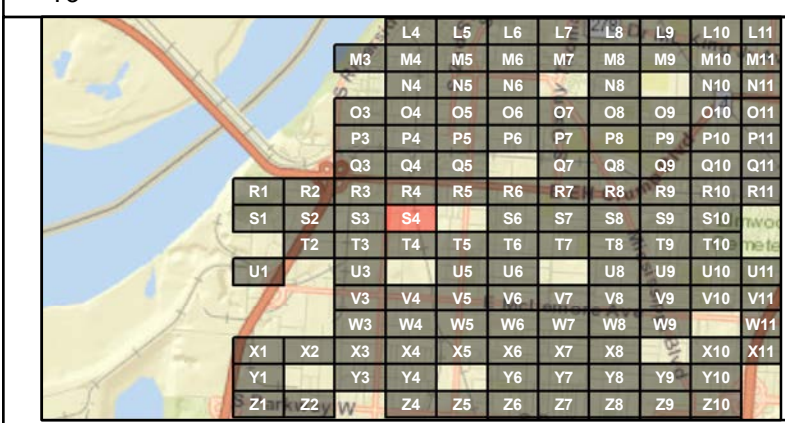 L4 L5 L6 L7 L8 L9 L10 L11
M3 M4 M5 M6 M7 M8 M9 M10 M11
N4 N5 N6 N8 N10 N11
O3 O4 O5 O6 O7 O8 O9 O10 O11
P3 P4 P5 P6 P7 P8 P9 P10 P11
Q3 Q4 Q5 Q7 Q8 Q9 Q10 Q11
R1 R2 R3 R4 R5 R6 R7 R8 R9 R10 R11
S1 S2 S3 S4 S6 S7 S8 S9 S10
T2 T3 T4 T5 T6 T7 T8 T9 T10
U1 U3 U5 U6 U8 U9 U10 U11
V3 V4 V5 V6 V7 V8 V9 V10 V11
W3 W4 W5 W6 W7 W8 W9 W11
X1 X2 X3 X4 X5 X6 X7 X8 X10 X11
Y1 Y3 Y4 Y6 Y7 Y8 Y9 Y10
Z1 Z2 Z4 Z5 Z6 Z7 Z8 Z9 Z10